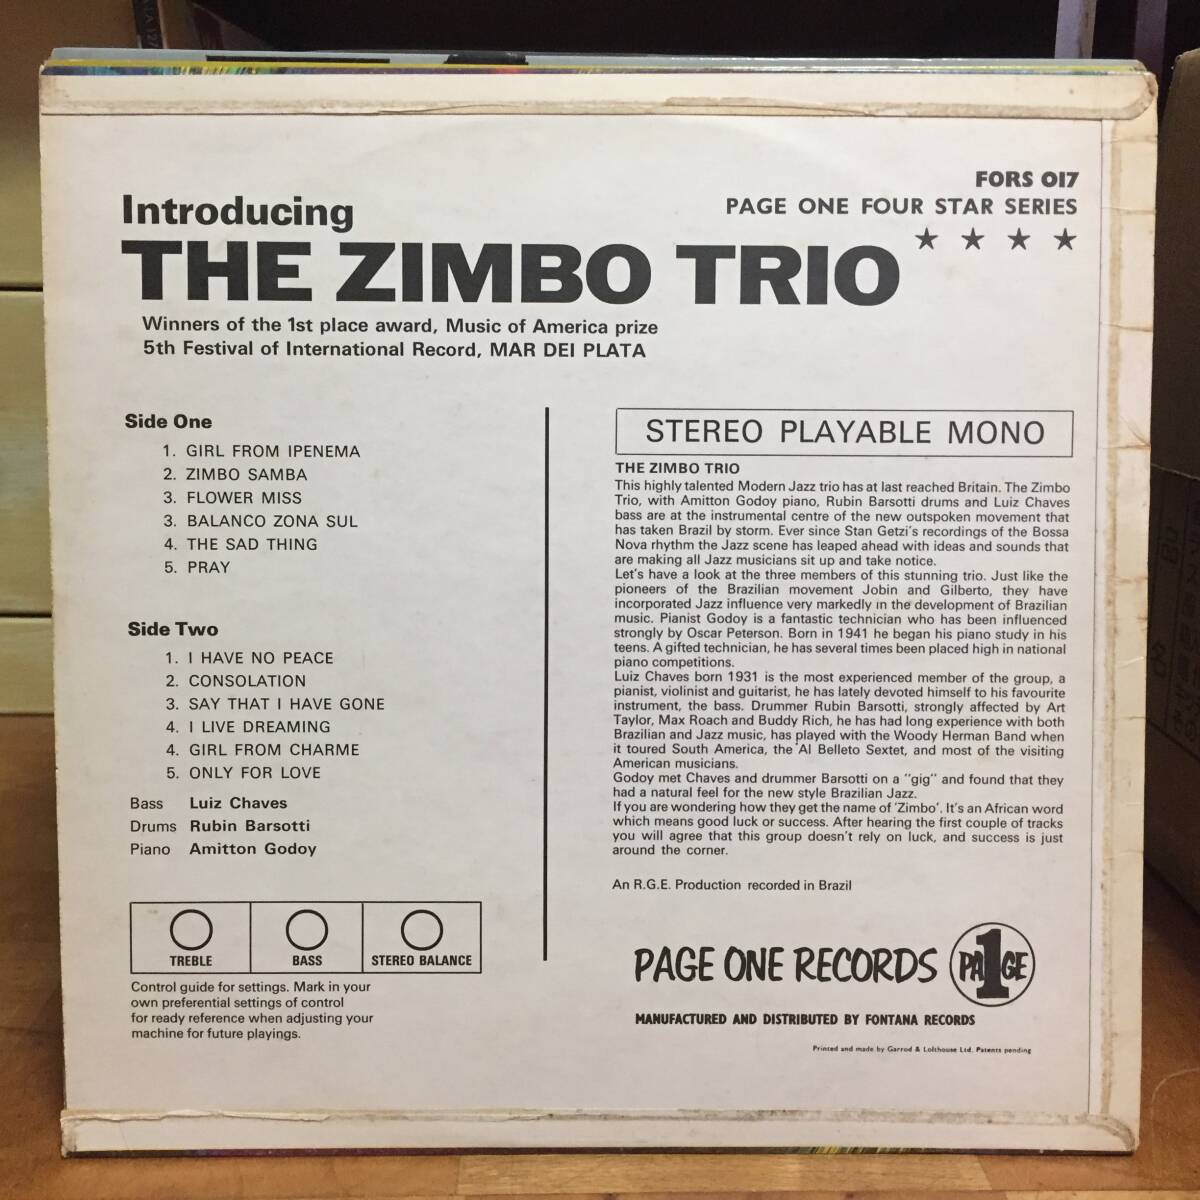 FORS 017
PAGE ONE FOUR STAR SERIES
Introducing
THE ZIMBO TRIO
Winners of the 1st place award, Music of America prize
5th Festival of International Record, MAR DEI PLATA
Side One
1. GIRL FROM IPENEMA
2. ZIMBO SAMBA
3. FLOWER MISS
3. BALANCO ZONA SUL
4. THE SAD THING
5. PRAY
Side Two
1. I HAVE NO PEACE
2. CONSOLATION
3. SAY THAT I HAVE GONE
4. I LIVE DREAMING
4. GIRL FROM CHARME
5. ONLY FOR LOVE
Bass Luiz Chaves
Drums Rubin Barsotti
Piano Amitton Godoy
TREBLE BASS STEREO BALANCE
Control guide for settings. Mark in your
own preferential settings of control
for ready reference when adjusting your
machine for future playings.
STEREO PLAYABLE MONO
THE ZIMBO TRIO
This highly talented Modern Jazz trio has at last reached Britain. The Zimbo
Trio, with Amitton Godoy piano, Rubin Barsotti drums and Luiz Chaves
bass are at the instrumental centre of the new outspoken movement that
has taken Brazil by storm. Ever since Stan Getzi's recordings of the Bossa
Nova rhythm the Jazz scene has leaped ahead with ideas and sounds that
are making all Jazz musicians sit up and take notice.
Let's have a look at the three members of this stunning trio. Just like the
pioneers of the Brazilian movement Jobin and Gilberto, they have
incorporated Jazz influence very markedly in the development of Brazilian
music. Pianist Godoy is a fantastic technician who has been influenced
strongly by Oscar Peterson. Born in 1941 he began his piano study in his
teens. A gifted technician, he has several times been placed high in national
piano competitions.
Luiz Chaves born 1931 is the most experienced member of the group, a
pianist, violinist and guitarist, he has lately devoted himself to his favourite
instrument, the bass. Drummer Rubin Barsotti, strongly affected by Art
Taylor, Max Roach and Buddy Rich, he has had long experience with both
Brazilian and Jazz music, has played with the Woody Herman Band when
it toured South America, the 'Al Belleto Sextet, and most of the visiting
American musicians.
Godoy met Chaves and drummer Barsotti on a "gig" and found that they
had a natural feel for the new style Brazilian Jazz.
If you are wondering how they get the name of 'Zimbo'. It's an African word
which means good luck or success. After hearing the first couple of tracks
you will agree that this group doesn't rely on luck, and success is just
around the corner.
An R.G.E. Production recorded in Brazil
PAGE ONE RECORDS PA1GE
MANUFACTURED AND DISTRIBUTED BY FONTANA RECORDS
Printed and made by Garrod & Lofthouse Ltd. Patents pending